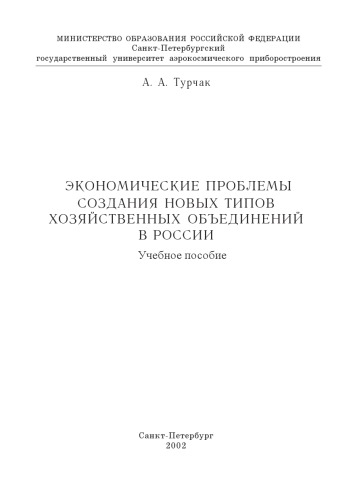 МИНИСТЕРСТВО ОБРАЗОВАНИЯ РОССИЙСКОЙ ФЕДЕРАЦИИ
Санкт-Петербургский
государственный университет аэрокосмического приборостроения
А. А. Турчак
ЭКОНОМИЧЕСКИЕ ПРОБЛЕМЫ
СОЗДАНИЯ НОВЫХ ТИПОВ
ХОЗЯЙСТВЕННЫХ ОБЪЕДИНЕНИЙ
В РОССИИ
Учебное пособие
Санкт-Петербург
2002